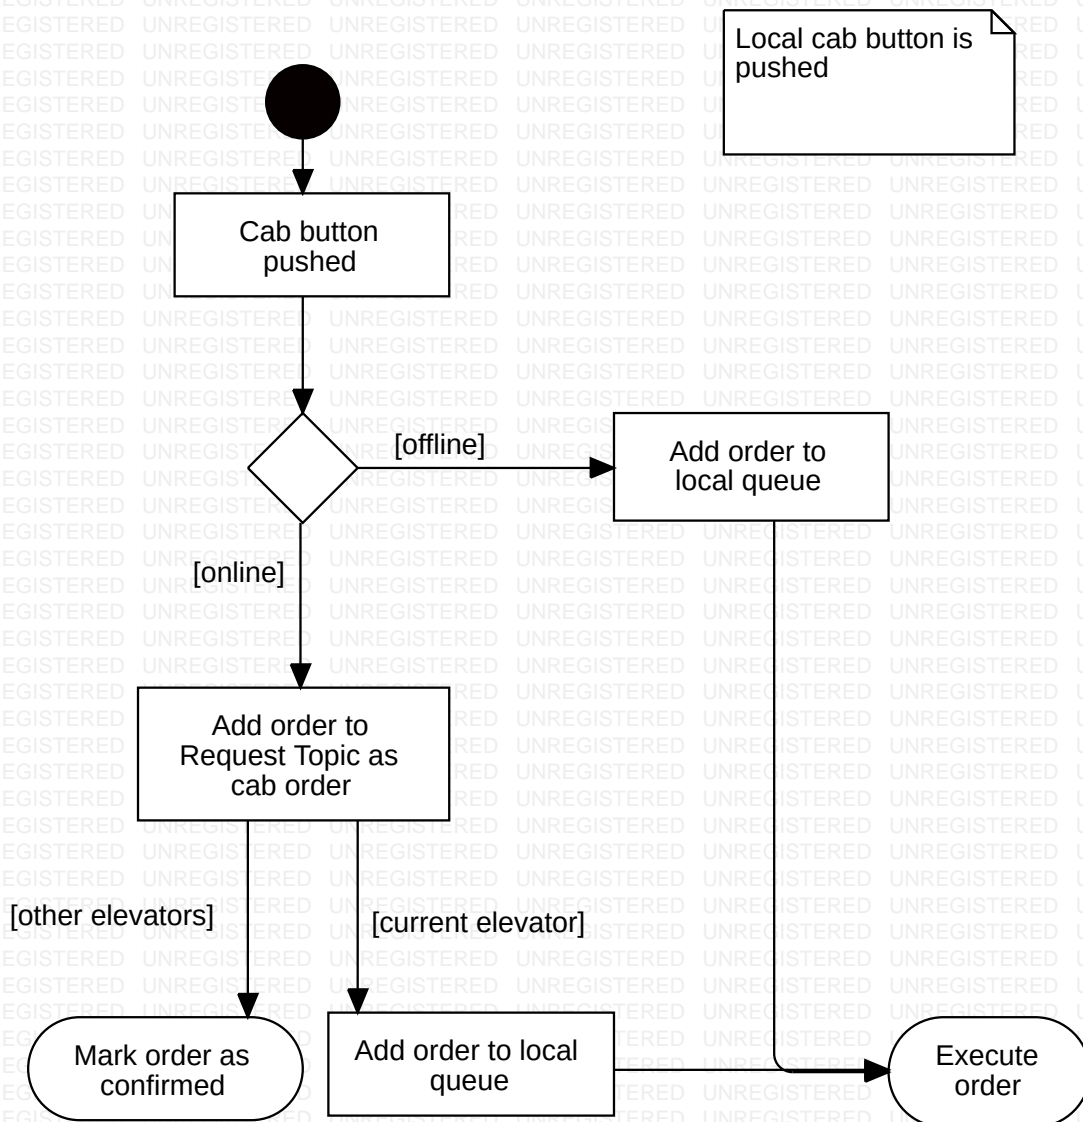 Local cab button is
pushed
Cab button
pushed
[offline]
Add order to
local queue
[online]
Add order to
Request Topic as
cab order
[other elevators]
[current elevator]
Mark order as
confirmed
Add order to local
queue
Execute
order
UNREGISTERED